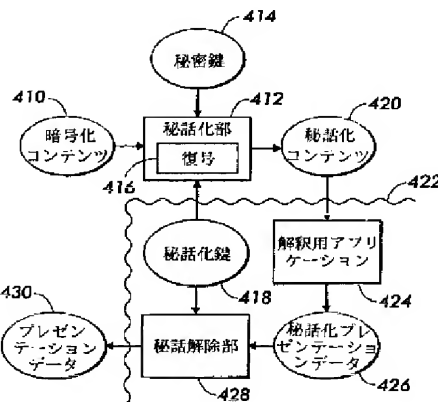 414
秘密鍵
410
412
420
暗号化
コンテンツ
秘話化部
秘話化
コンテンツ
416
復号
422
秘話化鍵
解釈用アプリ
ケーション
430
418
424
プレゼン
テーション
データ
秘話解除部
秘話化プレ
ゼンテーショ
ンデータ
428
426